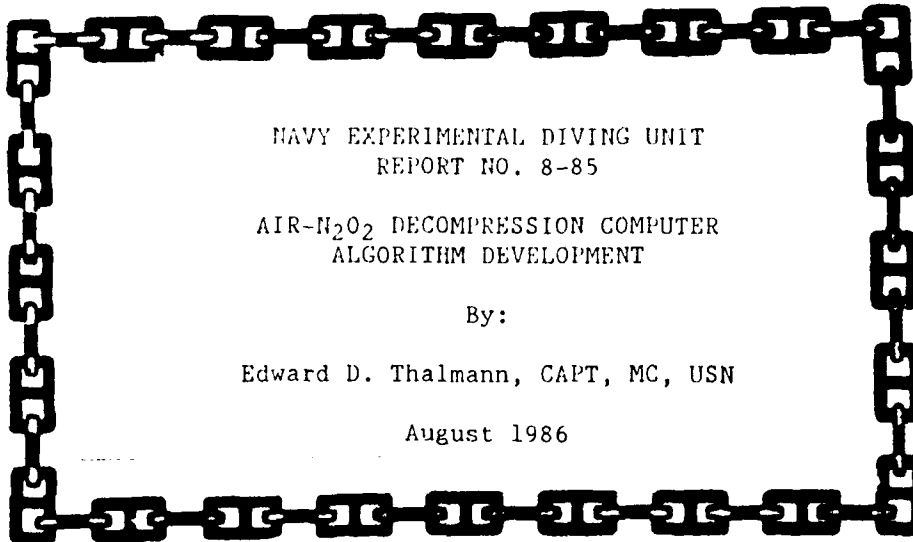 NAVY EXPERIMENTAL DIVING UNIT
REPORT NO. 8-85
AIR-N₂O₂ DECOMPRESSION COMPUTER
ALGORITHM DEVELOPMENT
By:
Edward D. Thalmann, CAPT, MC, USN
August 1986